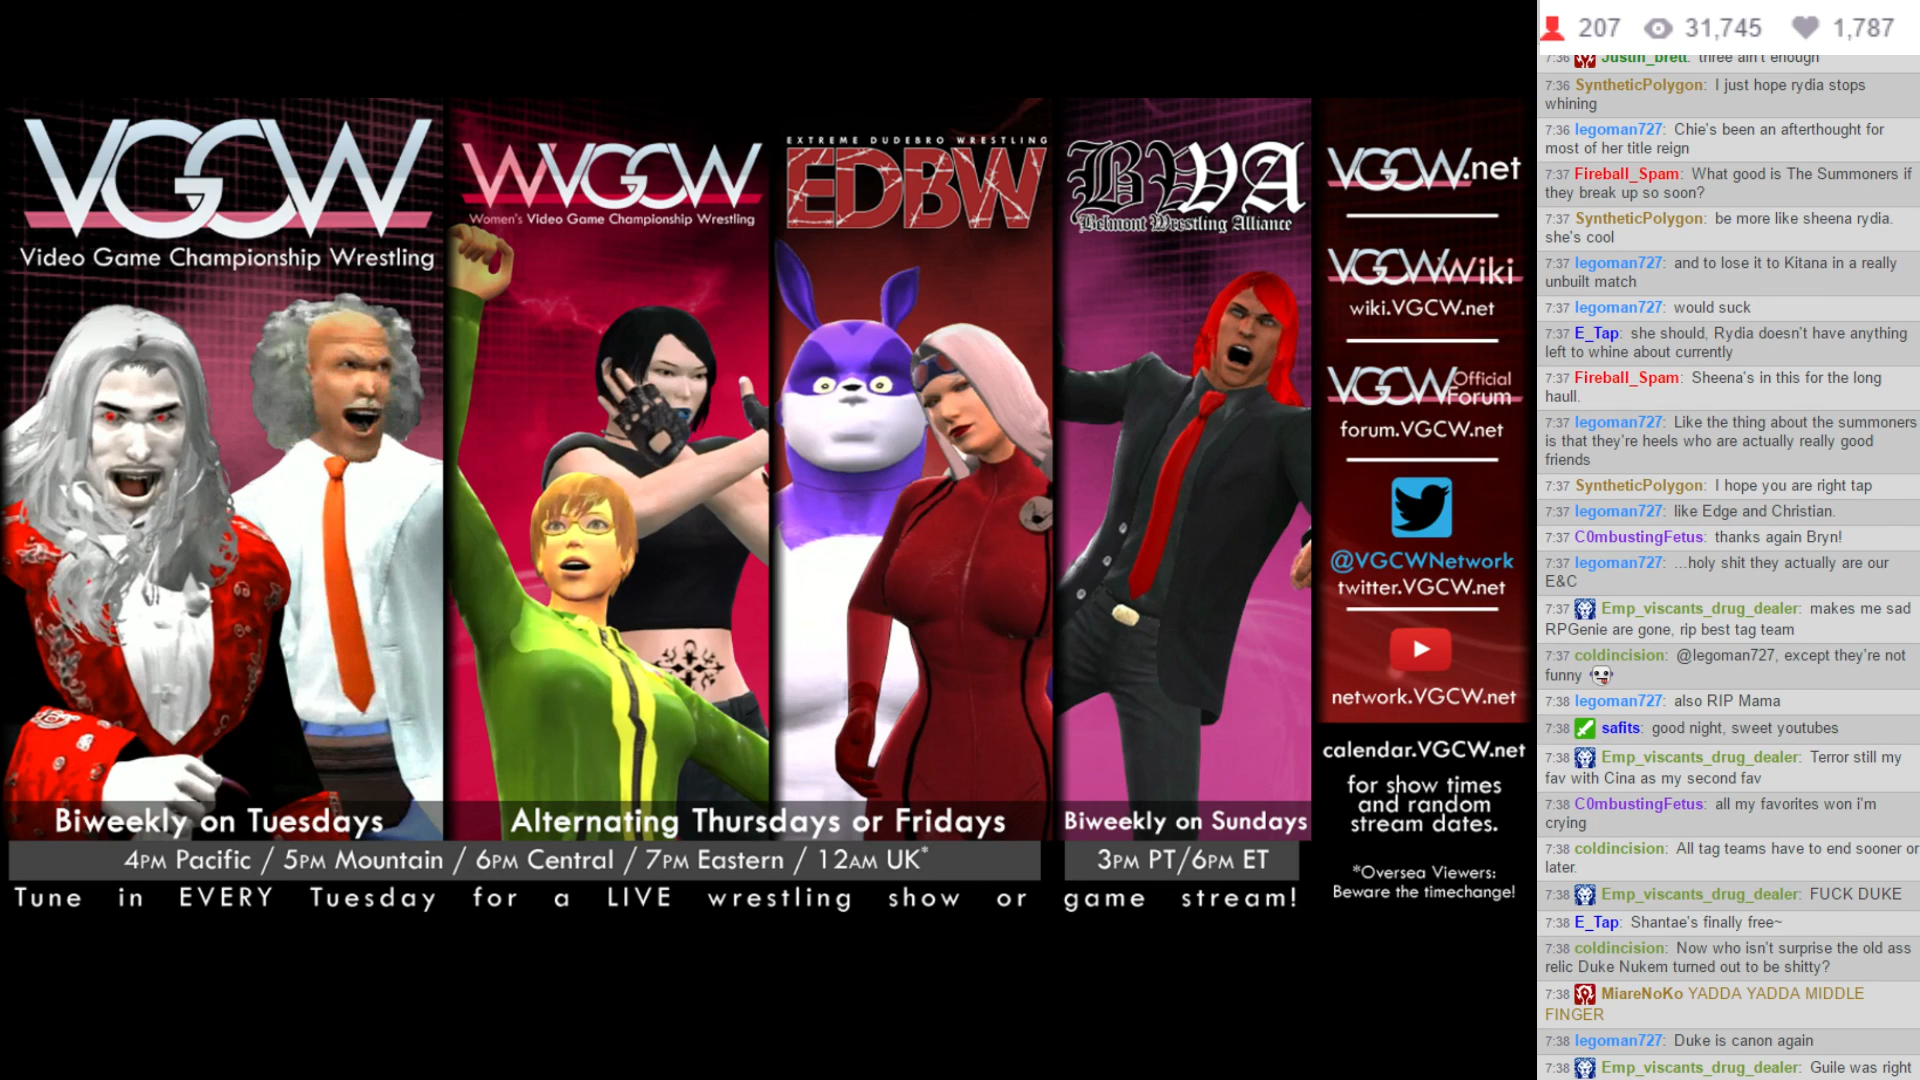 VGCW
Video Game Championship Wrestling
Biweekly on Tuesdays
WVGCW
Women's Video Game Championship Wrestling
EXTREME DUDEBRO WRESTLING
EDBW
Alternating Thursdays or Fridays
BWA
Belmont Wrestling Alliance
Biweekly on Sundays
4PM Pacific / 5PM Mountain / 6PM Central / 7PM Eastern / 12AM UK*
3PM PT/6PM ET
Tune in EVERY Tuesday for a LIVE wrestling show or game stream!
VGCW.net
VGCWWiki
wiki.VGCW.net
VGCW Official
Forum
forum.VGCW.net
@VGCWNetwork
twitter.VGCW.net
network.VGCW.net
calendar.VGCW.net
for show times
and random
stream dates.
*Oversea Viewers:
Beware the timechange!
207 31,745 1,787
7:36 Justin_brett: three ain't enough
7:36 SyntheticPolygon: I just hope rydia stops
whining
7:36 legoman727: Chie's been an afterthought for
most of her title reign
7:37 Fireball_Spam: What good is The Summoners if
they break up so soon?
7:37 SyntheticPolygon: be more like sheena rydia.
she's cool
7:37 legoman727: and to lose it to Kitana in a really
unbuilt match
7:37 legoman727: would suck
7:37 E_Tap: she should, Rydia doesn't have anything
left to whine about currently
7:37 Fireball_Spam: Sheena's in this for the long
haull.
7:37 legoman727: Like the thing about the summoners
is that they're heels who are actually really good
friends
7:37 SyntheticPolygon: I hope you are right tap
7:37 legoman727: like Edge and Christian.
7:37 C0mbustingFetus: thanks again Bryn!
7:37 legoman727: ...holy shit they actually are our
E&C
7:37 Emp_viscants_drug_dealer: makes me sad
RPGenie are gone, rip best tag team
7:37 coldincision: @legoman727, except they're not
funny
7:38 legoman727: also RIP Mama
7:38 safits: good night, sweet youtubes
7:38 Emp_viscants_drug_dealer: Terror still my
fav with Cina as my second fav
7:38 C0mbustingFetus: all my favorites won i'm
crying
7:38 coldincision: All tag teams have to end sooner or
later.
7:38 Emp_viscants_drug_dealer: FUCK DUKE
7:38 E_Tap: Shantae's finally free~
7:38 coldincision: Now who isn't surprise the old ass
relic Duke Nukem turned out to be shitty?
7:38 MiareNoKo YADDA YADDA MIDDLE
FINGER
7:38 legoman727: Duke is canon again
7:38 Emp_viscants_drug_dealer: Guile was right